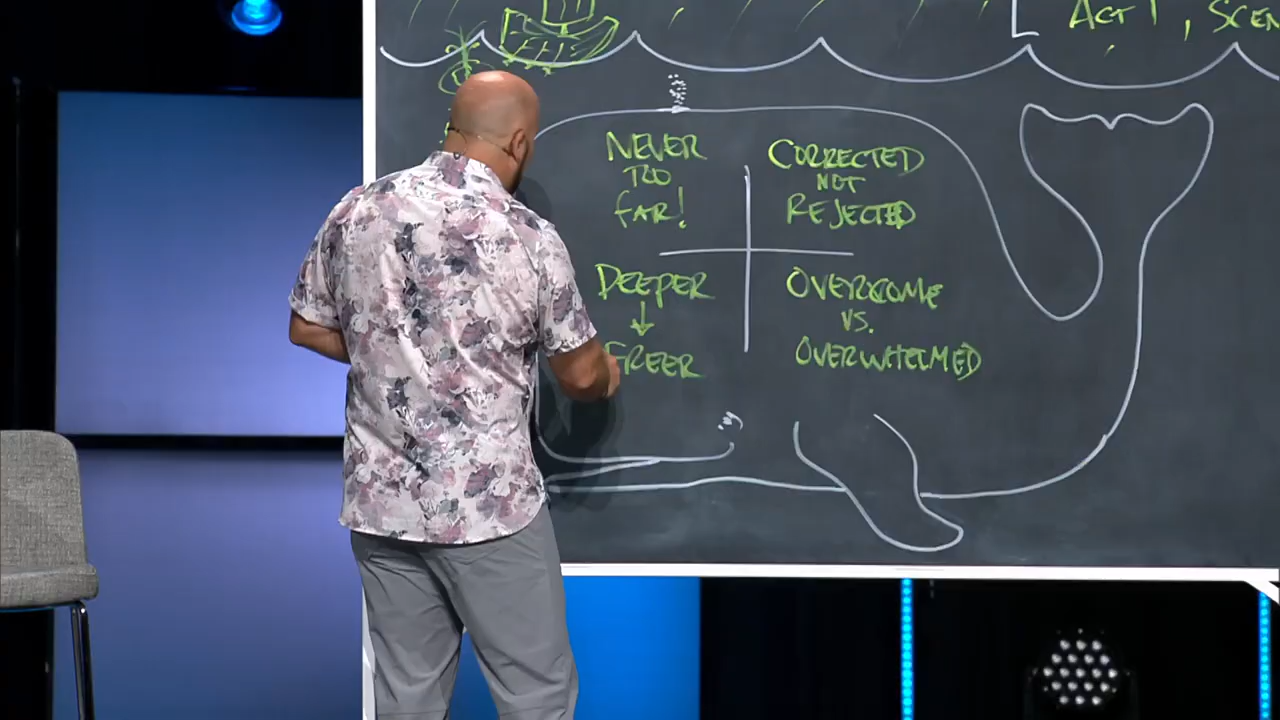 Act 1, SCEN
NEVER
TOO
FAR!
CORRECTED
NOT
REJECTED
DEEPER
FREER
OVERCOME
VS.
OVERWHELMED